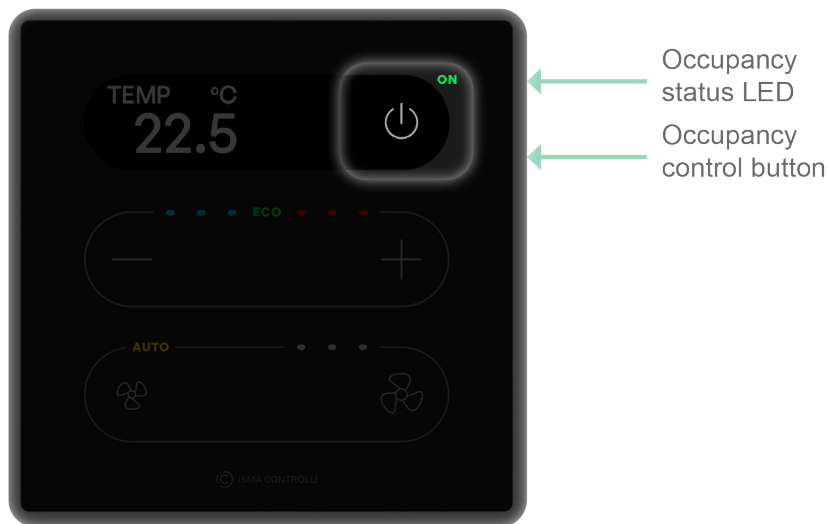 ON
TEMP °C
22.5
ECO
AUTO
ISMA CONTROLLI
Occupancy
status LED
Occupancy
control button